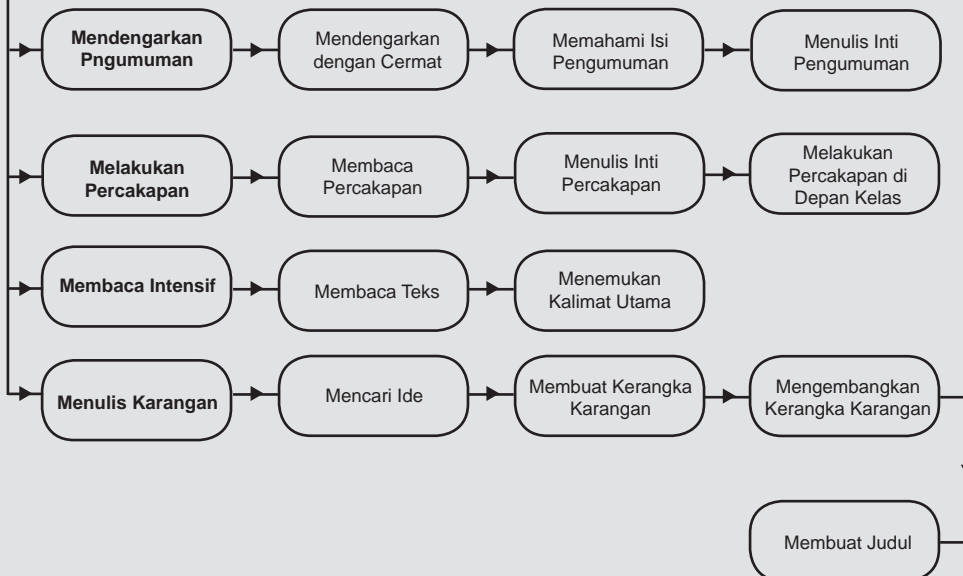 Mendengarkan
Pngumuman
Mendengarkan
dengan Cermat
Memahami Isi
Pengumuman
Menulis Inti
Pengumuman
Melakukan
Percakapan
Membaca
Percakapan
Menulis Inti
Percakapan
Melakukan
Percakapan di
Depan Kelas
Membaca Intensif
Membaca Teks
Menemukan
Kalimat Utama
Menulis Karangan
Mencari Ide
Membuat Kerangka
Karangan
Mengembangkan
Kerangka Karangan
Membuat Judul